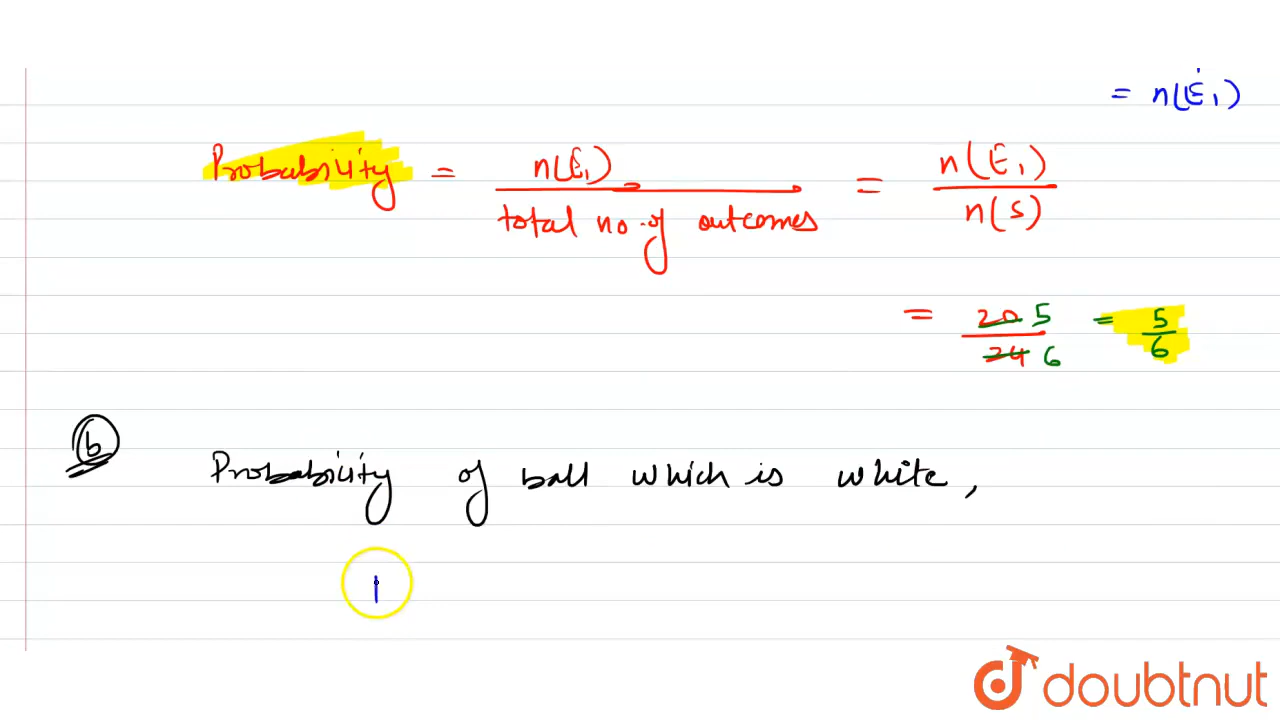 = n(E₁)
Probability = n(E₁) / total no. of outcomes = n(E₁) / n(S)
= 20 5 / 24 6 = 5/6
(b) Probability of ball which is white,
doubtnut